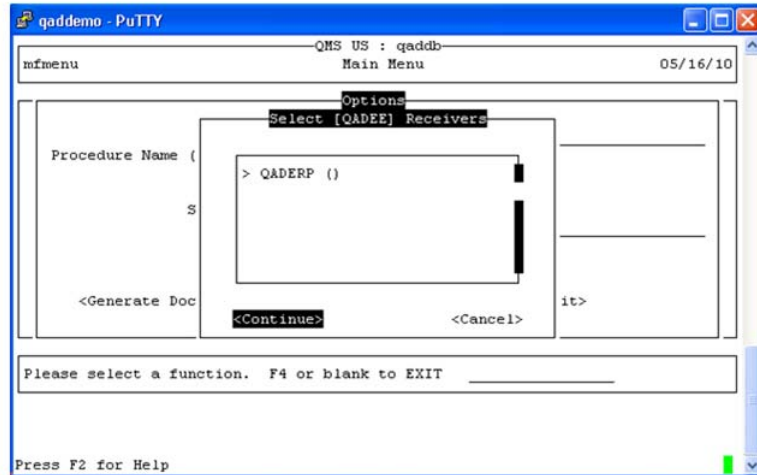 qaddemo - PuTTY
QMS US : qaddb
mfmenu Main Menu 05/16/10
Options
Select [QADEE] Receivers
Procedure Name (
> QADERP ()
S
<Generate Doc it>
<Continue> <Cancel>
Please select a function. F4 or blank to EXIT
Press F2 for Help